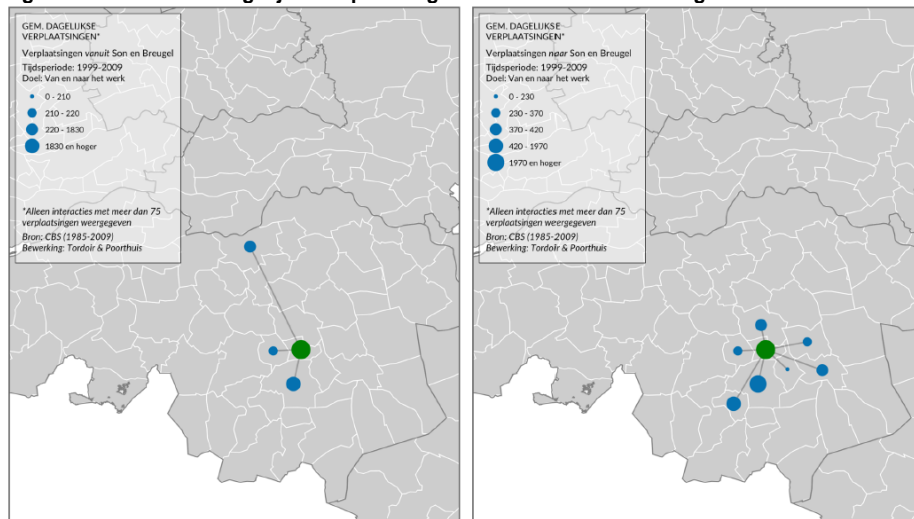 GEM. DAGELIJKSE
VERPLAATSINGEN*
Verplaatsingen vanuit Son en Breugel
Tijdsperiode: 1999-2009
Doel: Van en naar het werk
0 - 210
210 - 220
220 - 1830
1830 en hoger
*Alleen interacties met meer dan 75
verplaatsingen weergegeven
Bron: CBS (1985-2009)
Bewerking: Tordoir & Poorthuis
GEM. DAGELIJKSE
VERPLAATSINGEN*
Verplaatsingen naar Son en Breugel
Tijdsperiode: 1999-2009
Doel: Van en naar het werk
0 - 230
230 - 370
370 - 420
420 - 1970
1970 en hoger
*Alleen interacties met meer dan 75
verplaatsingen weergegeven
Bron: CBS (1985-2009)
Bewerking: Tordoir & Poorthuis